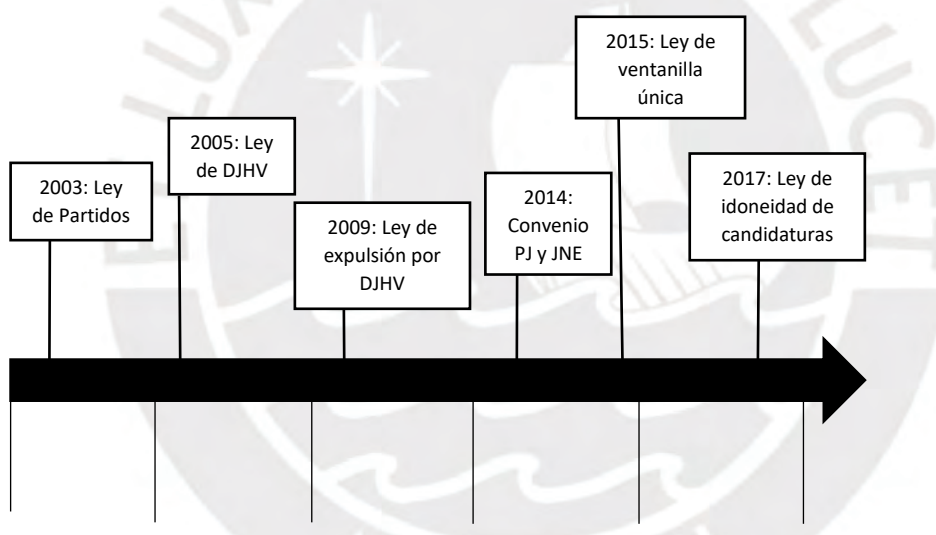 2003: Ley
de Partidos
2005: Ley
de DJHV
2009: Ley de
expulsión por
DJHV
2014:
Convenio
PJ y JNE
2015: Ley de
ventanilla
única
2017: Ley de
idoneidad de
candidaturas
LUCET